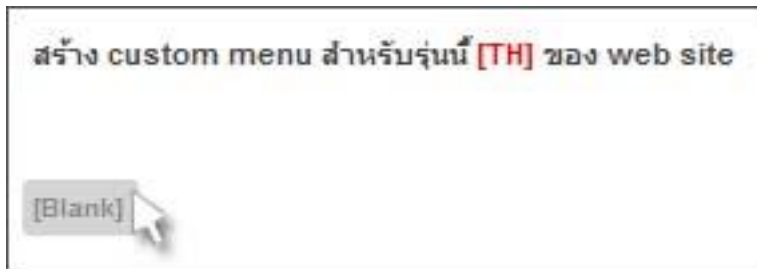 สร้าง custom menu สำหรับรุ่นนี้ [TH] ของ web site
[Blank]